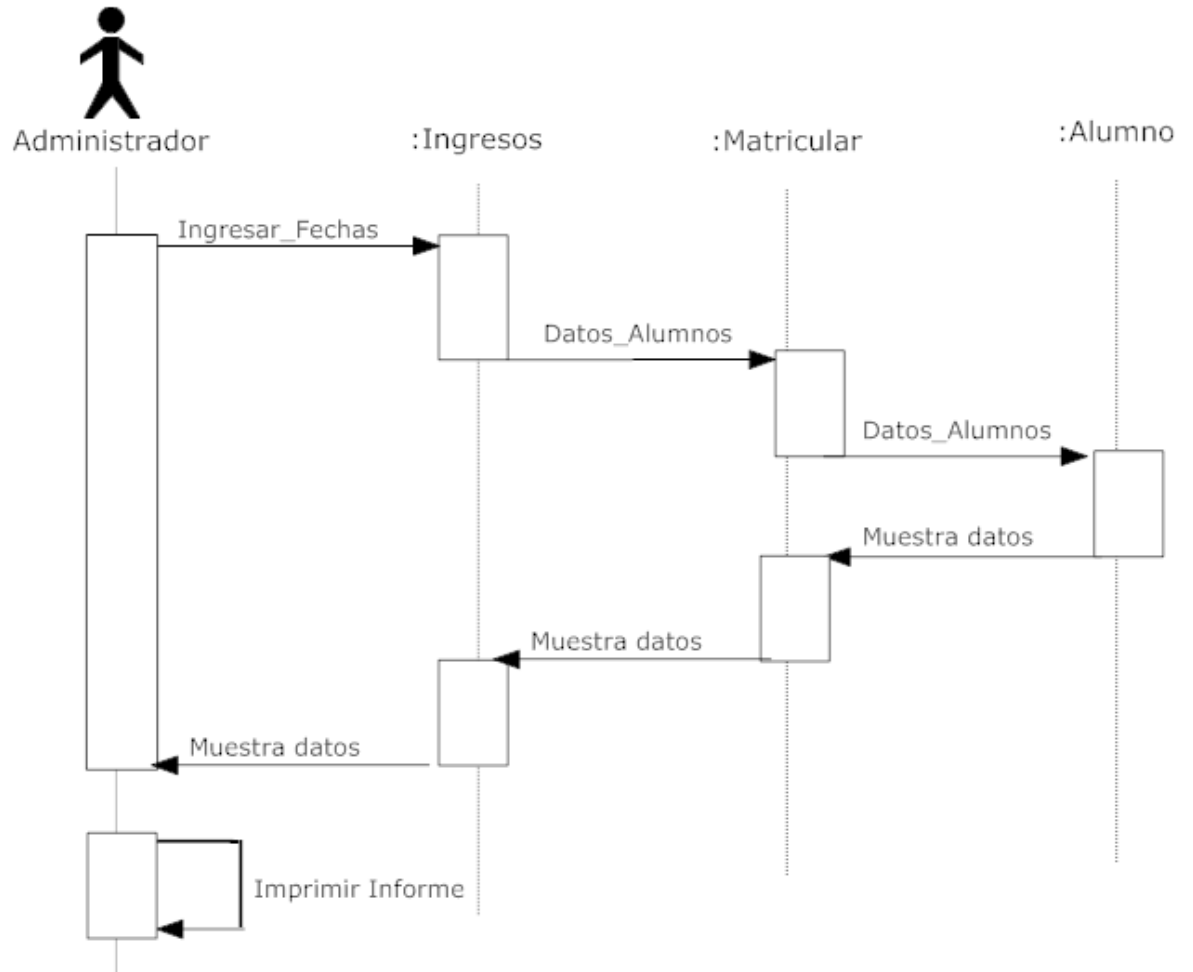 Administrador
:Ingresos
:Matricular
:Alumno
Ingresar_Fechas
Datos_Alumnos
Datos_Alumnos
Muestra datos
Muestra datos
Muestra datos
Imprimir Informe